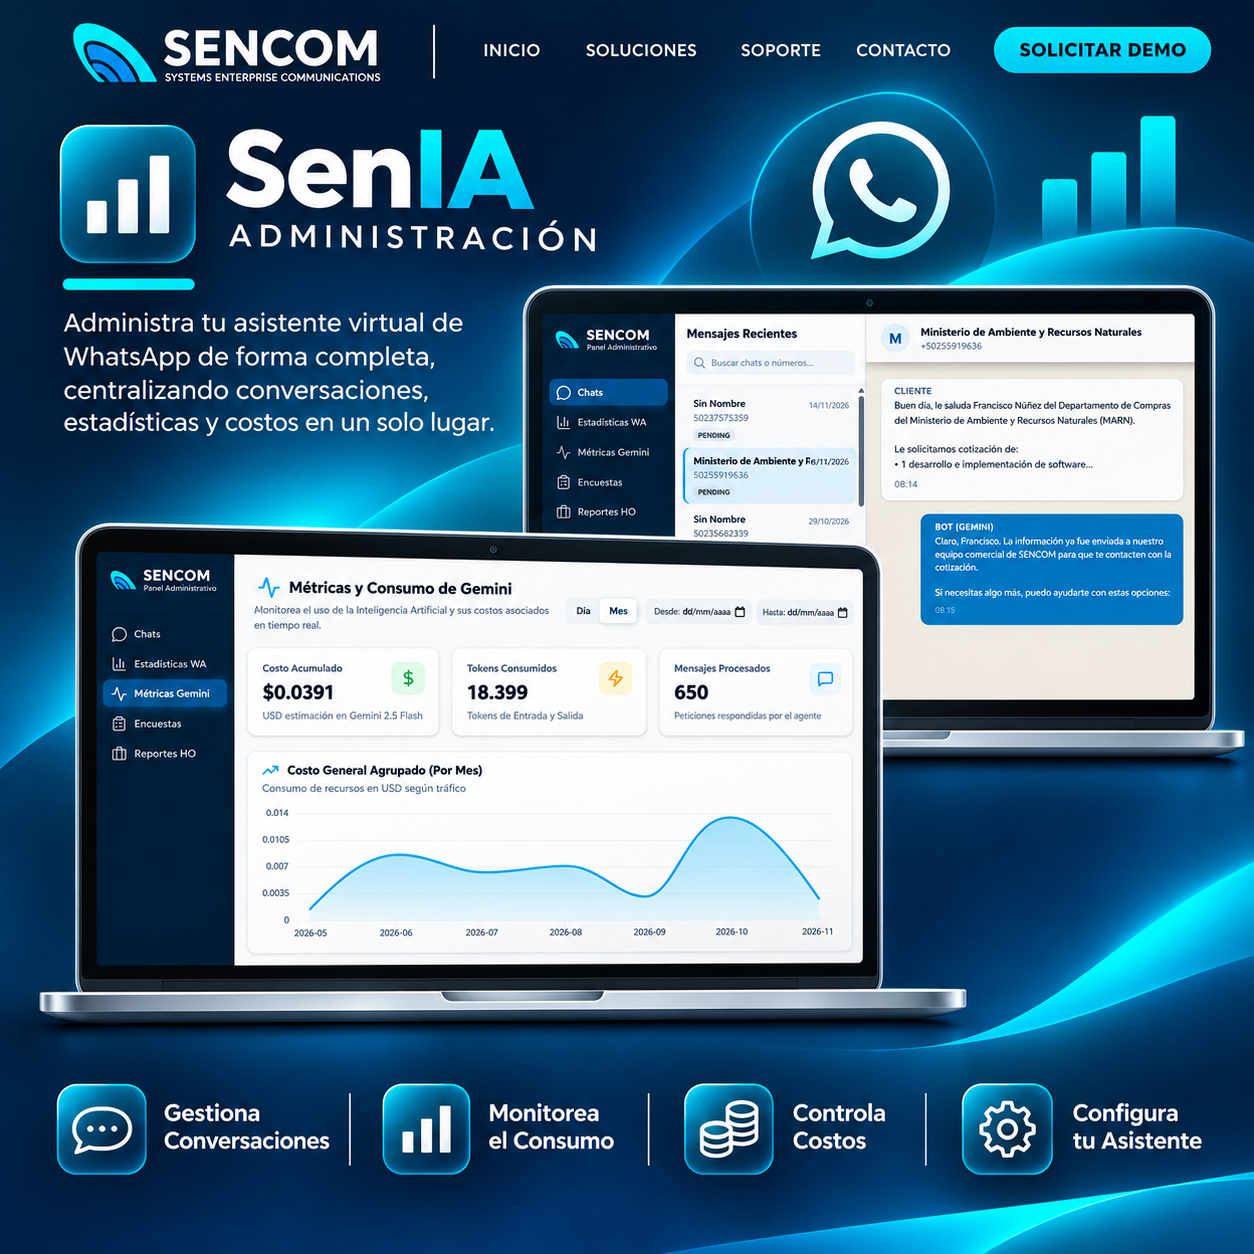 SENCOM
SYSTEMS ENTERPRISE COMMUNICATIONS
INICIO
SOLUCIONES
SOPORTE
CONTACTO
SOLICITAR DEMO
SenIA
ADMINISTRACIÓN
Administra tu asistente virtual de
WhatsApp de forma completa,
centralizando conversaciones,
estadísticas y costos en un solo lugar.
SENCOM
Panel Administrativo
Chats
Estadísticas WA
Métricas Gemini
Encuestas
Reportes HO
Mensajes Recientes
Buscar chats o números...
Sin Nombre
14/11/2026
50237575359
PENDING
Ministerio de Ambiente y R
6/11/2026
50255919636
PENDING
Sin Nombre
29/10/2026
50235662339
M
Ministerio de Ambiente y Recursos Naturales
+50255919636
CLIENTE
Buen día, le saluda Francisco Núñez del Departamento de Compras
del Ministerio de Ambiente y Recursos Naturales (MARN).
Le solicitamos cotización de:
• 1 desarrollo e implementación de software...
08:14
BOT (GEMINI)
Claro, Francisco. La información ya fue enviada a nuestro
equipo comercial de SENCOM para que te contacten con la
cotización.
Si necesitas algo más, puedo ayudarte con estas opciones:
08:15
SENCOM
Panel Administrativo
Chats
Estadísticas WA
Métricas Gemini
Encuestas
Reportes HO
Métricas y Consumo de Gemini
Monitorea el uso de la Inteligencia Artificial y sus costos asociados
en tiempo real.
Día
Mes
Desde: dd/mm/aaaa
Hasta: dd/mm/aaaa
Costo Acumulado
$0.0391
USD estimación en Gemini 2.5 Flash
$
Tokens Consumidos
18.399
Tokens de Entrada y Salida
Mensajes Procesados
650
Peticiones respondidas por el agente
Costo General Agrupado (Por Mes)
Consumo de recursos en USD según tráfico
0.014
0.0105
0.007
0.0035
0
2026-05
2026-06
2026-07
2026-08
2026-09
2026-10
2026-11
Gestiona
Conversaciones
Monitorea
el Consumo
Controla
Costos
Configura
tu Asistente